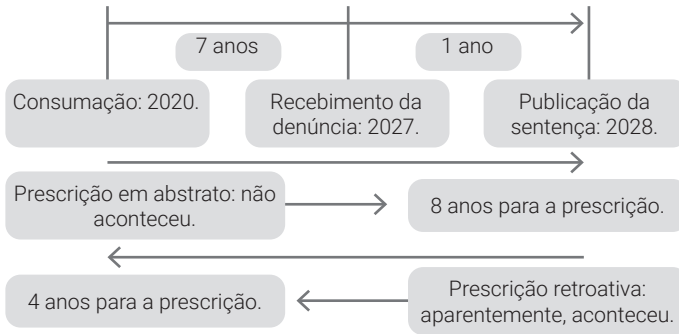 7 anos
1 ano
Consumação: 2020.
Recebimento da
denúncia: 2027.
Publicação da
sentença: 2028.
Prescrição em abstrato: não
aconteceu.
8 anos para a prescrição.
4 anos para a prescrição.
Prescrição retroativa:
aparentemente, aconteceu.